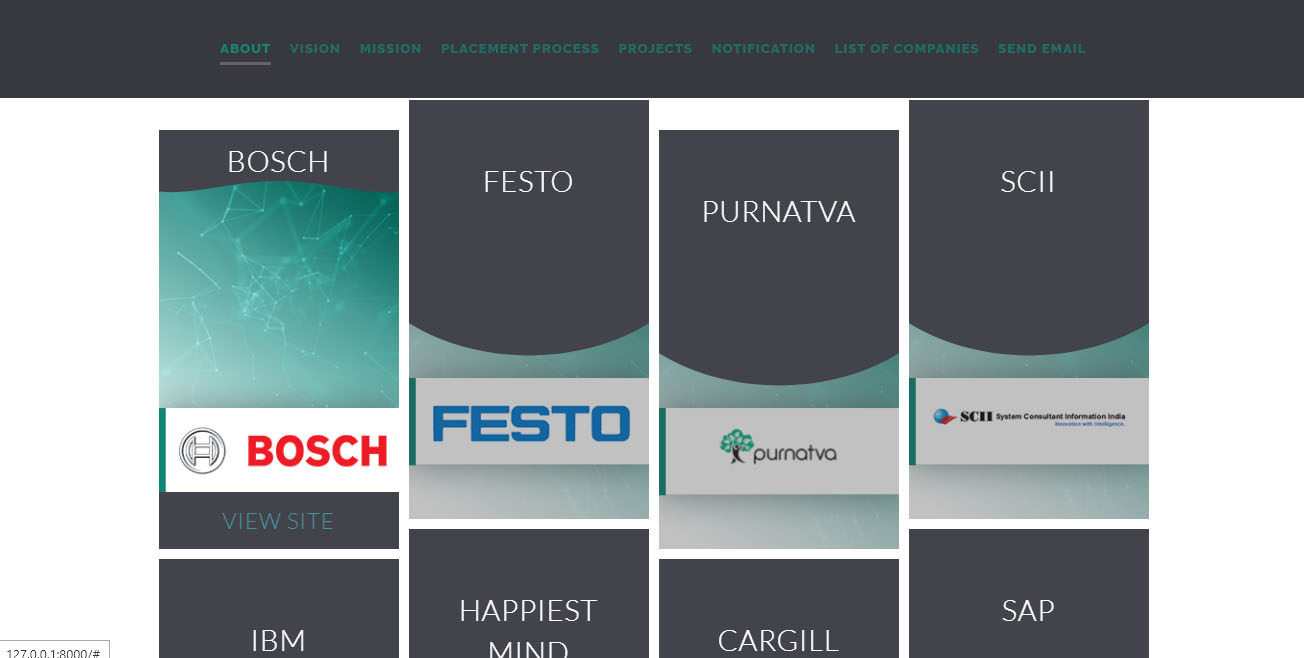 ABOUT VISION MISSION PLACEMENT PROCESS PROJECTS NOTIFICATION LIST OF COMPANIES SEND EMAIL
BOSCH
BOSCH
VIEW SITE
FESTO
FESTO
PURNATVA
purnatva
SCII
SCII System Consultant Information India
Innovation with Intelligence.
IBM
HAPPIEST
MIND
CARGILL
SAP
127.0.0.1:8000/#